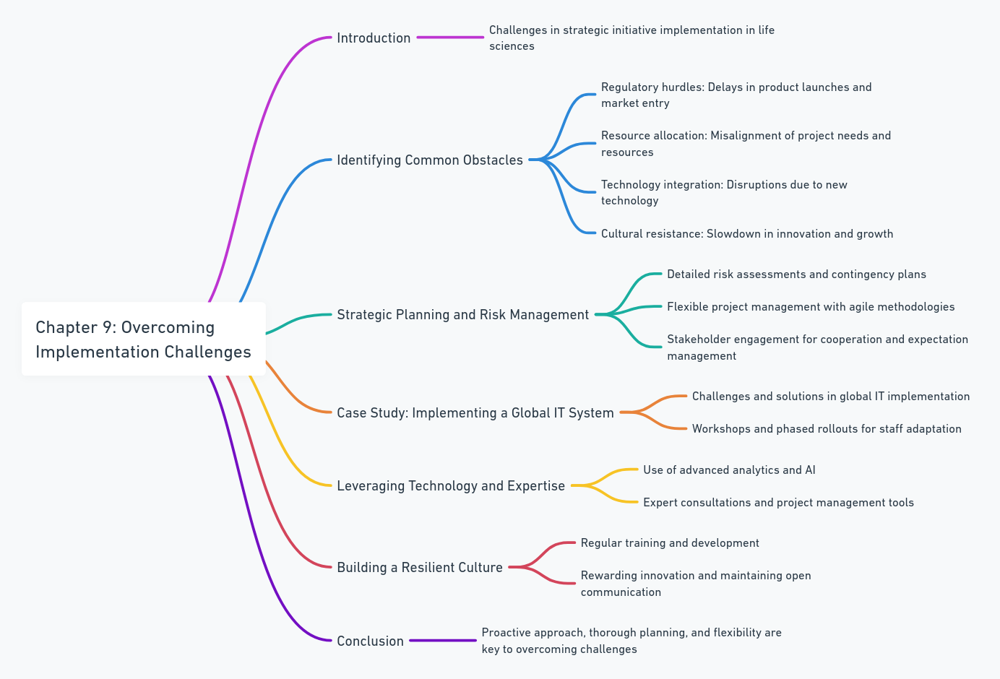 Introduction
Challenges in strategic initiative implementation in life
sciences
Regulatory hurdles: Delays in product launches and
market entry
Resource allocation: Misalignment of project needs and
resources
Identifying Common Obstacles
Technology integration: Disruptions due to new
technology
Cultural resistance: Slowdown in innovation and growth
Detailed risk assessments and contingency plans
Flexible project management with agile methodologies
Strategic Planning and Risk Management
Stakeholder engagement for cooperation and expectation
management
Chapter 9: Overcoming
Implementation Challenges
Challenges and solutions in global IT implementation
Case Study: Implementing a Global IT System
Workshops and phased rollouts for staff adaptation
Use of advanced analytics and AI
Leveraging Technology and Expertise
Expert consultations and project management tools
Regular training and development
Building a Resilient Culture
Rewarding innovation and maintaining open
communication
Conclusion
Proactive approach, thorough planning, and flexibility are
key to overcoming challenges